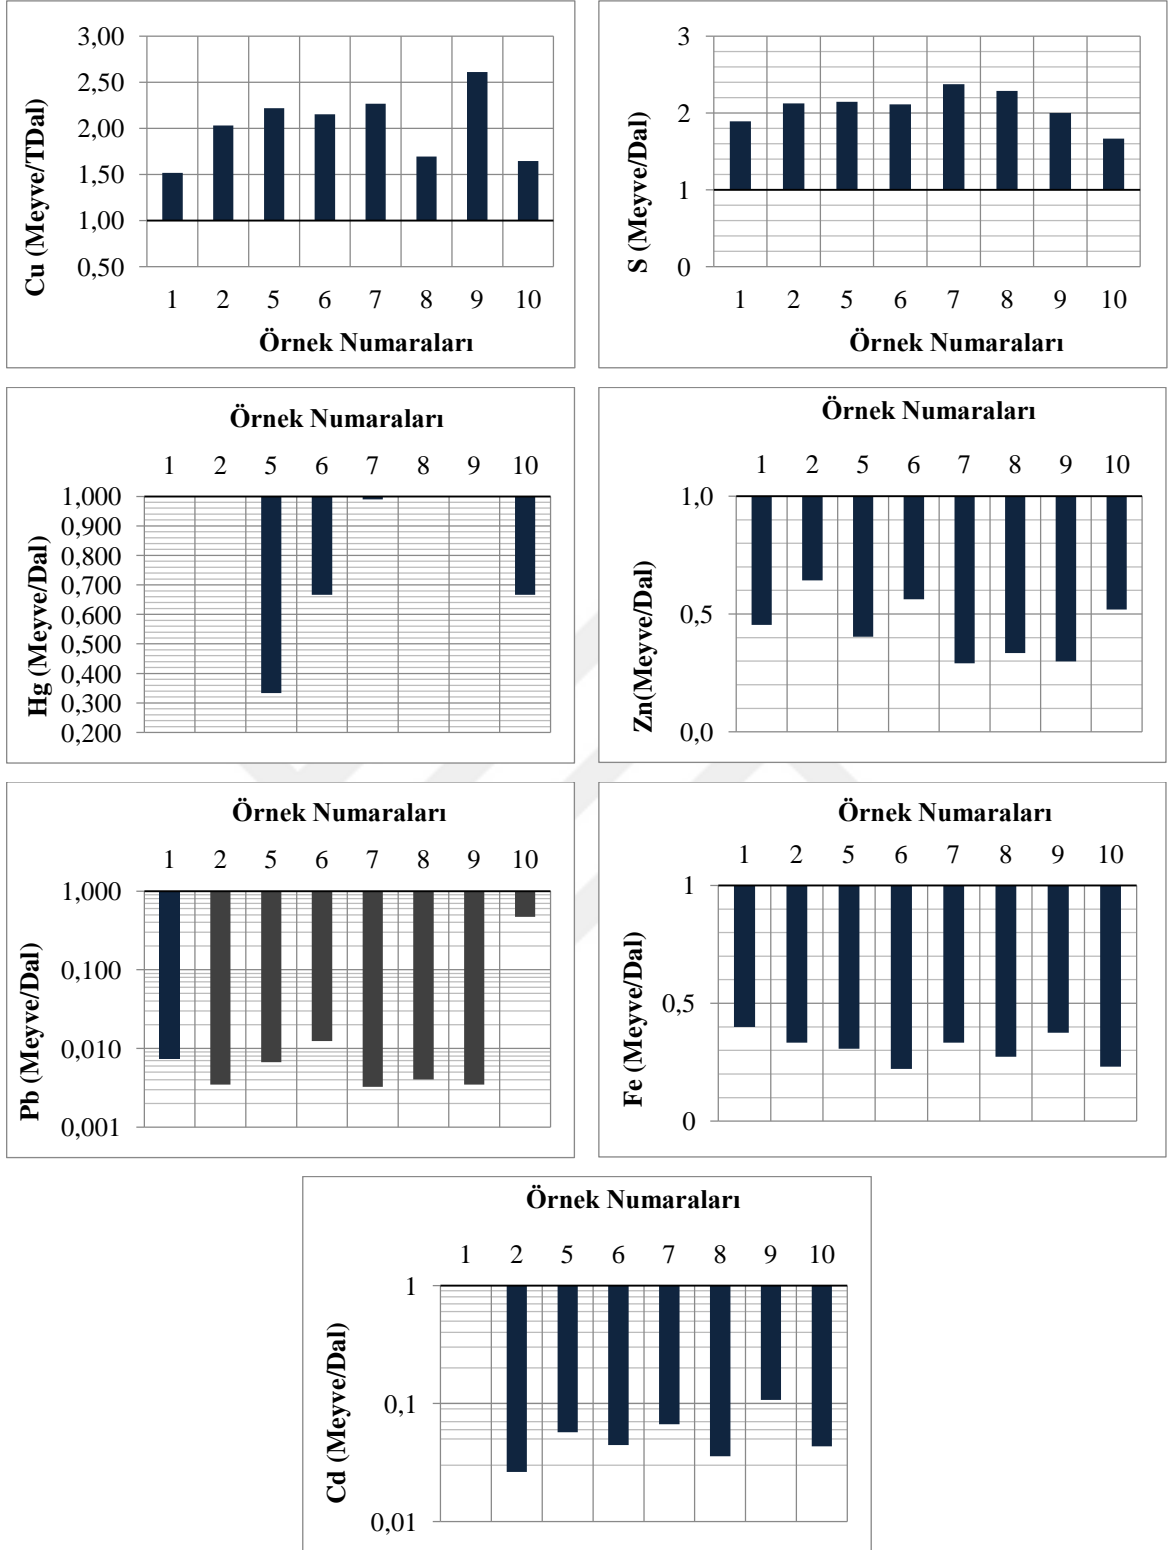 3,00
2,50
2,00
1,50
1,00
0,50
Cu (Meyve/TDal)
1 2 5 6 7 8 9 10
Örnek Numaraları
3
2
1
0
S (Meyve/Dal)
1 2 5 6 7 8 9 10
Örnek Numaraları
Örnek Numaraları
1 2 5 6 7 8 9 10
1,000
0,900
0,800
0,700
0,600
0,500
0,400
0,300
0,200
Hg (Meyve/Dal)
Örnek Numaraları
1 2 5 6 7 8 9 10
1,0
0,5
0,0
Zn(Meyve/Dal)
Örnek Numaraları
1 2 5 6 7 8 9 10
1,000
0,100
0,010
0,001
Pb (Meyve/Dal)
Örnek Numaraları
1 2 5 6 7 8 9 10
1
0,5
0
Fe (Meyve/Dal)
Örnek Numaraları
1 2 5 6 7 8 9 10
1
0,1
0,01
Cd (Meyve/Dal)